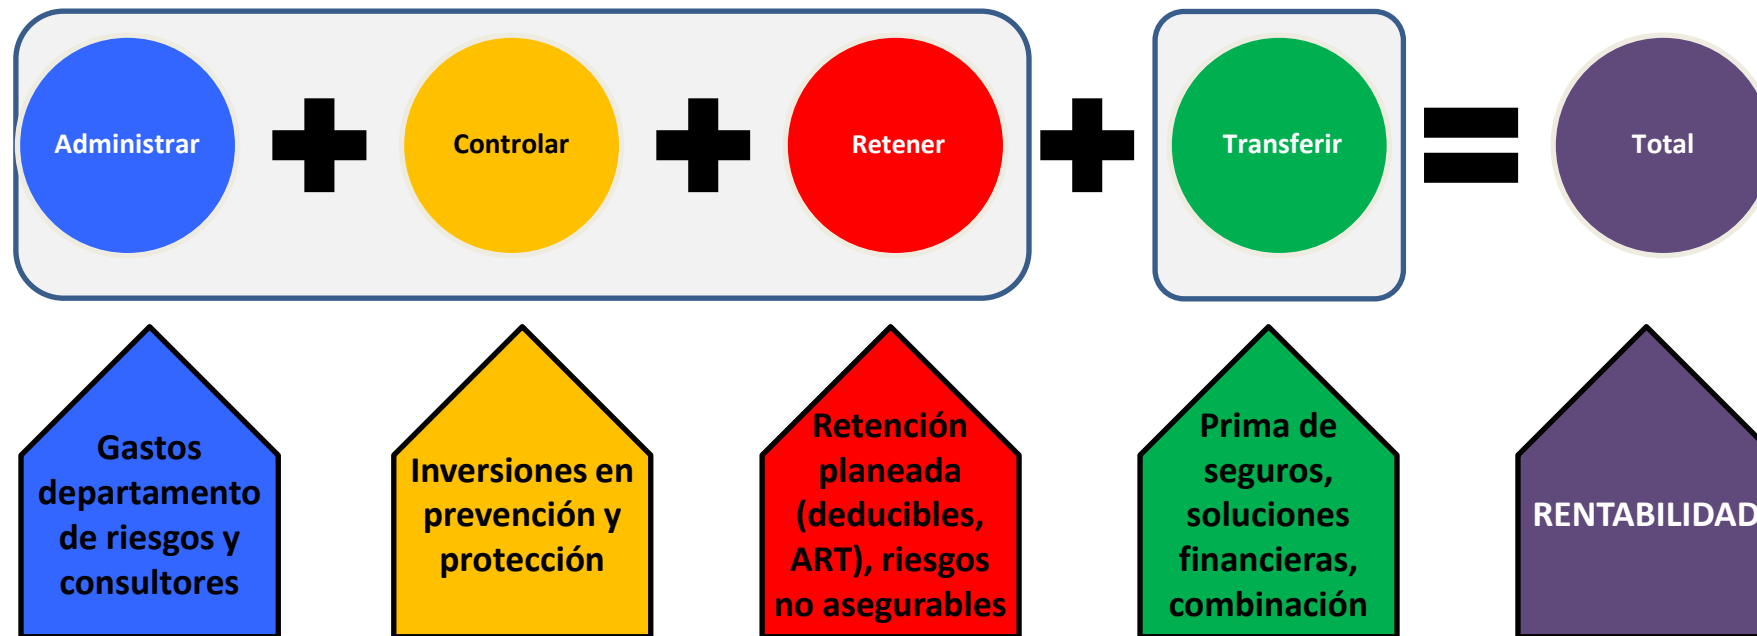 Administrar
Controlar
Retener
Transferir
Total
Gastos
departamento
de riesgos y
consultores
Inversiones en
prevención y
protección
Retención
planeada
(deducibles,
ART), riesgos
no asegurables
Prima de
seguros,
soluciones
financieras,
combinación
RENTABILIDAD